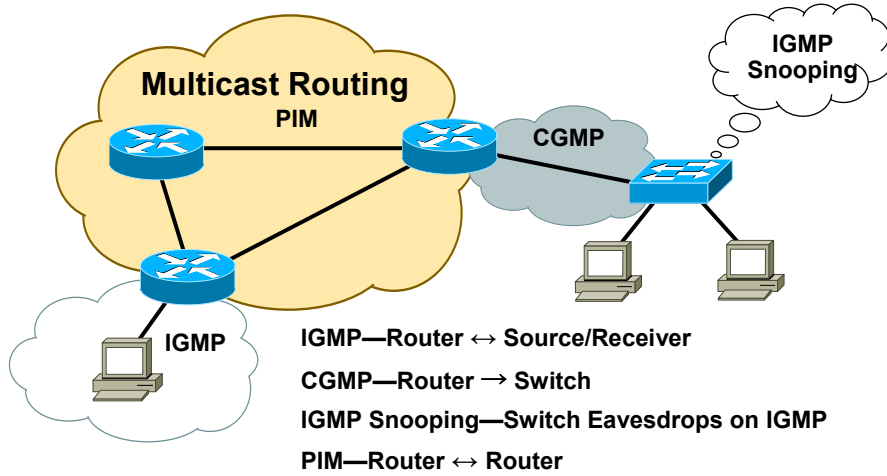 IGMP
Snooping
Multicast Routing
PIM
CGMP
IGMP
IGMP—Router ↔ Source/Receiver
CGMP—Router → Switch
IGMP Snooping—Switch Eavesdrops on IGMP
PIM—Router ↔ Router